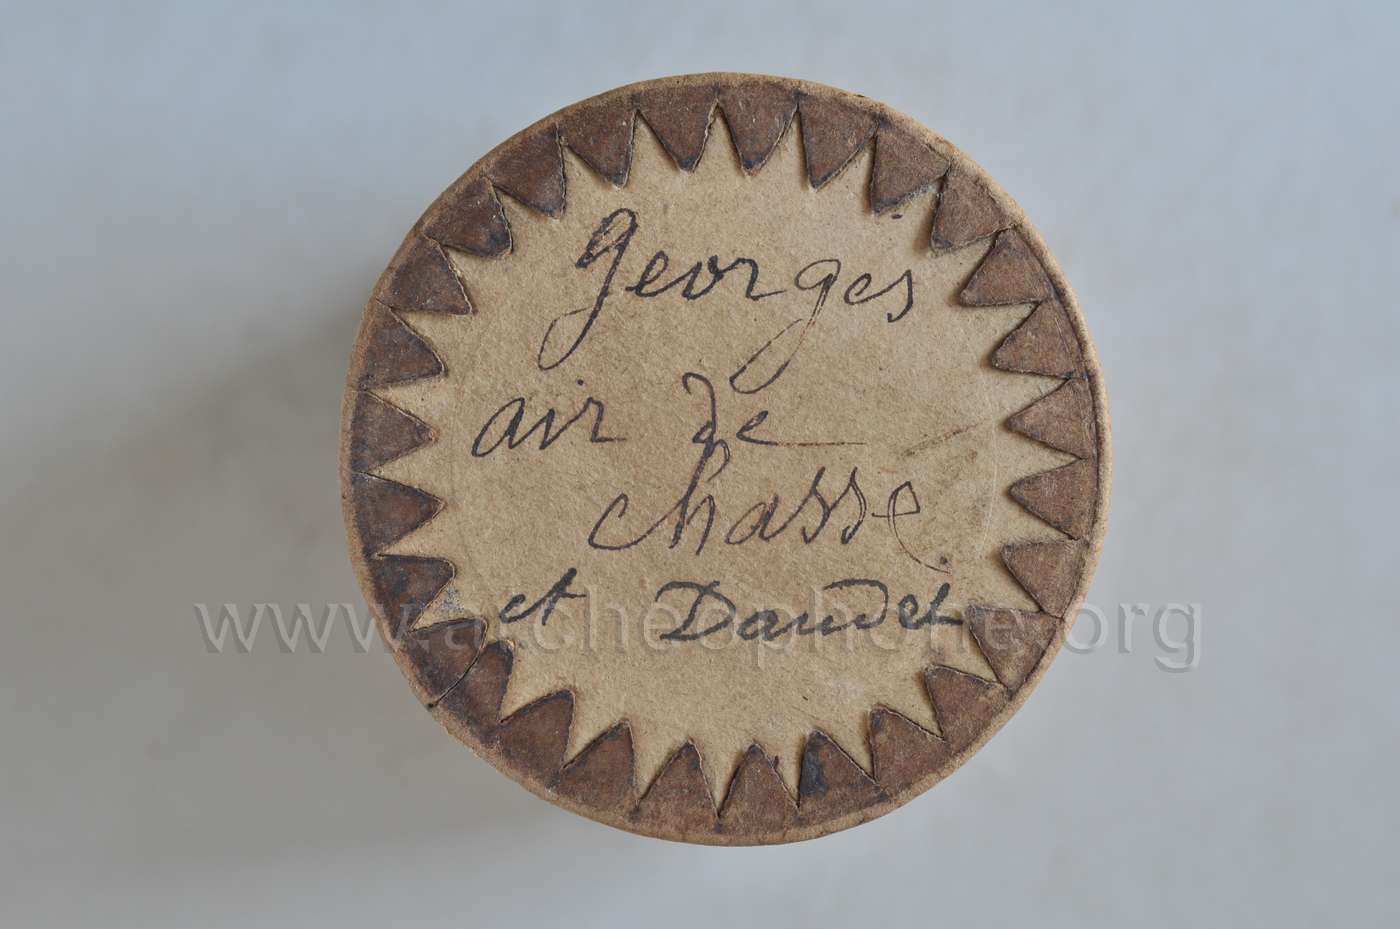 Georges
air de
chasse
et Daudet
www.archeophone.org